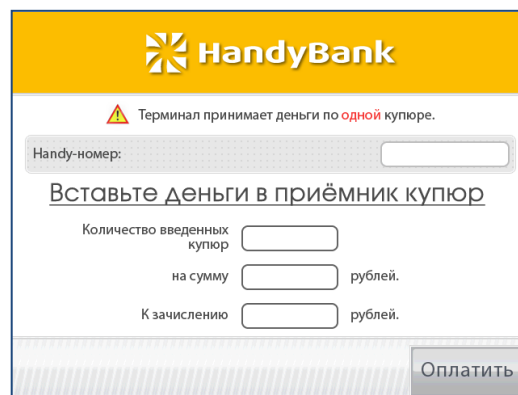 HandyBank
Терминал принимает деньги по одной купюре.
Handy-номер:
Вставьте деньги в приёмник купюр
Количество введенных
купюр
на сумму рублей.
К зачислению рублей.
Оплатить